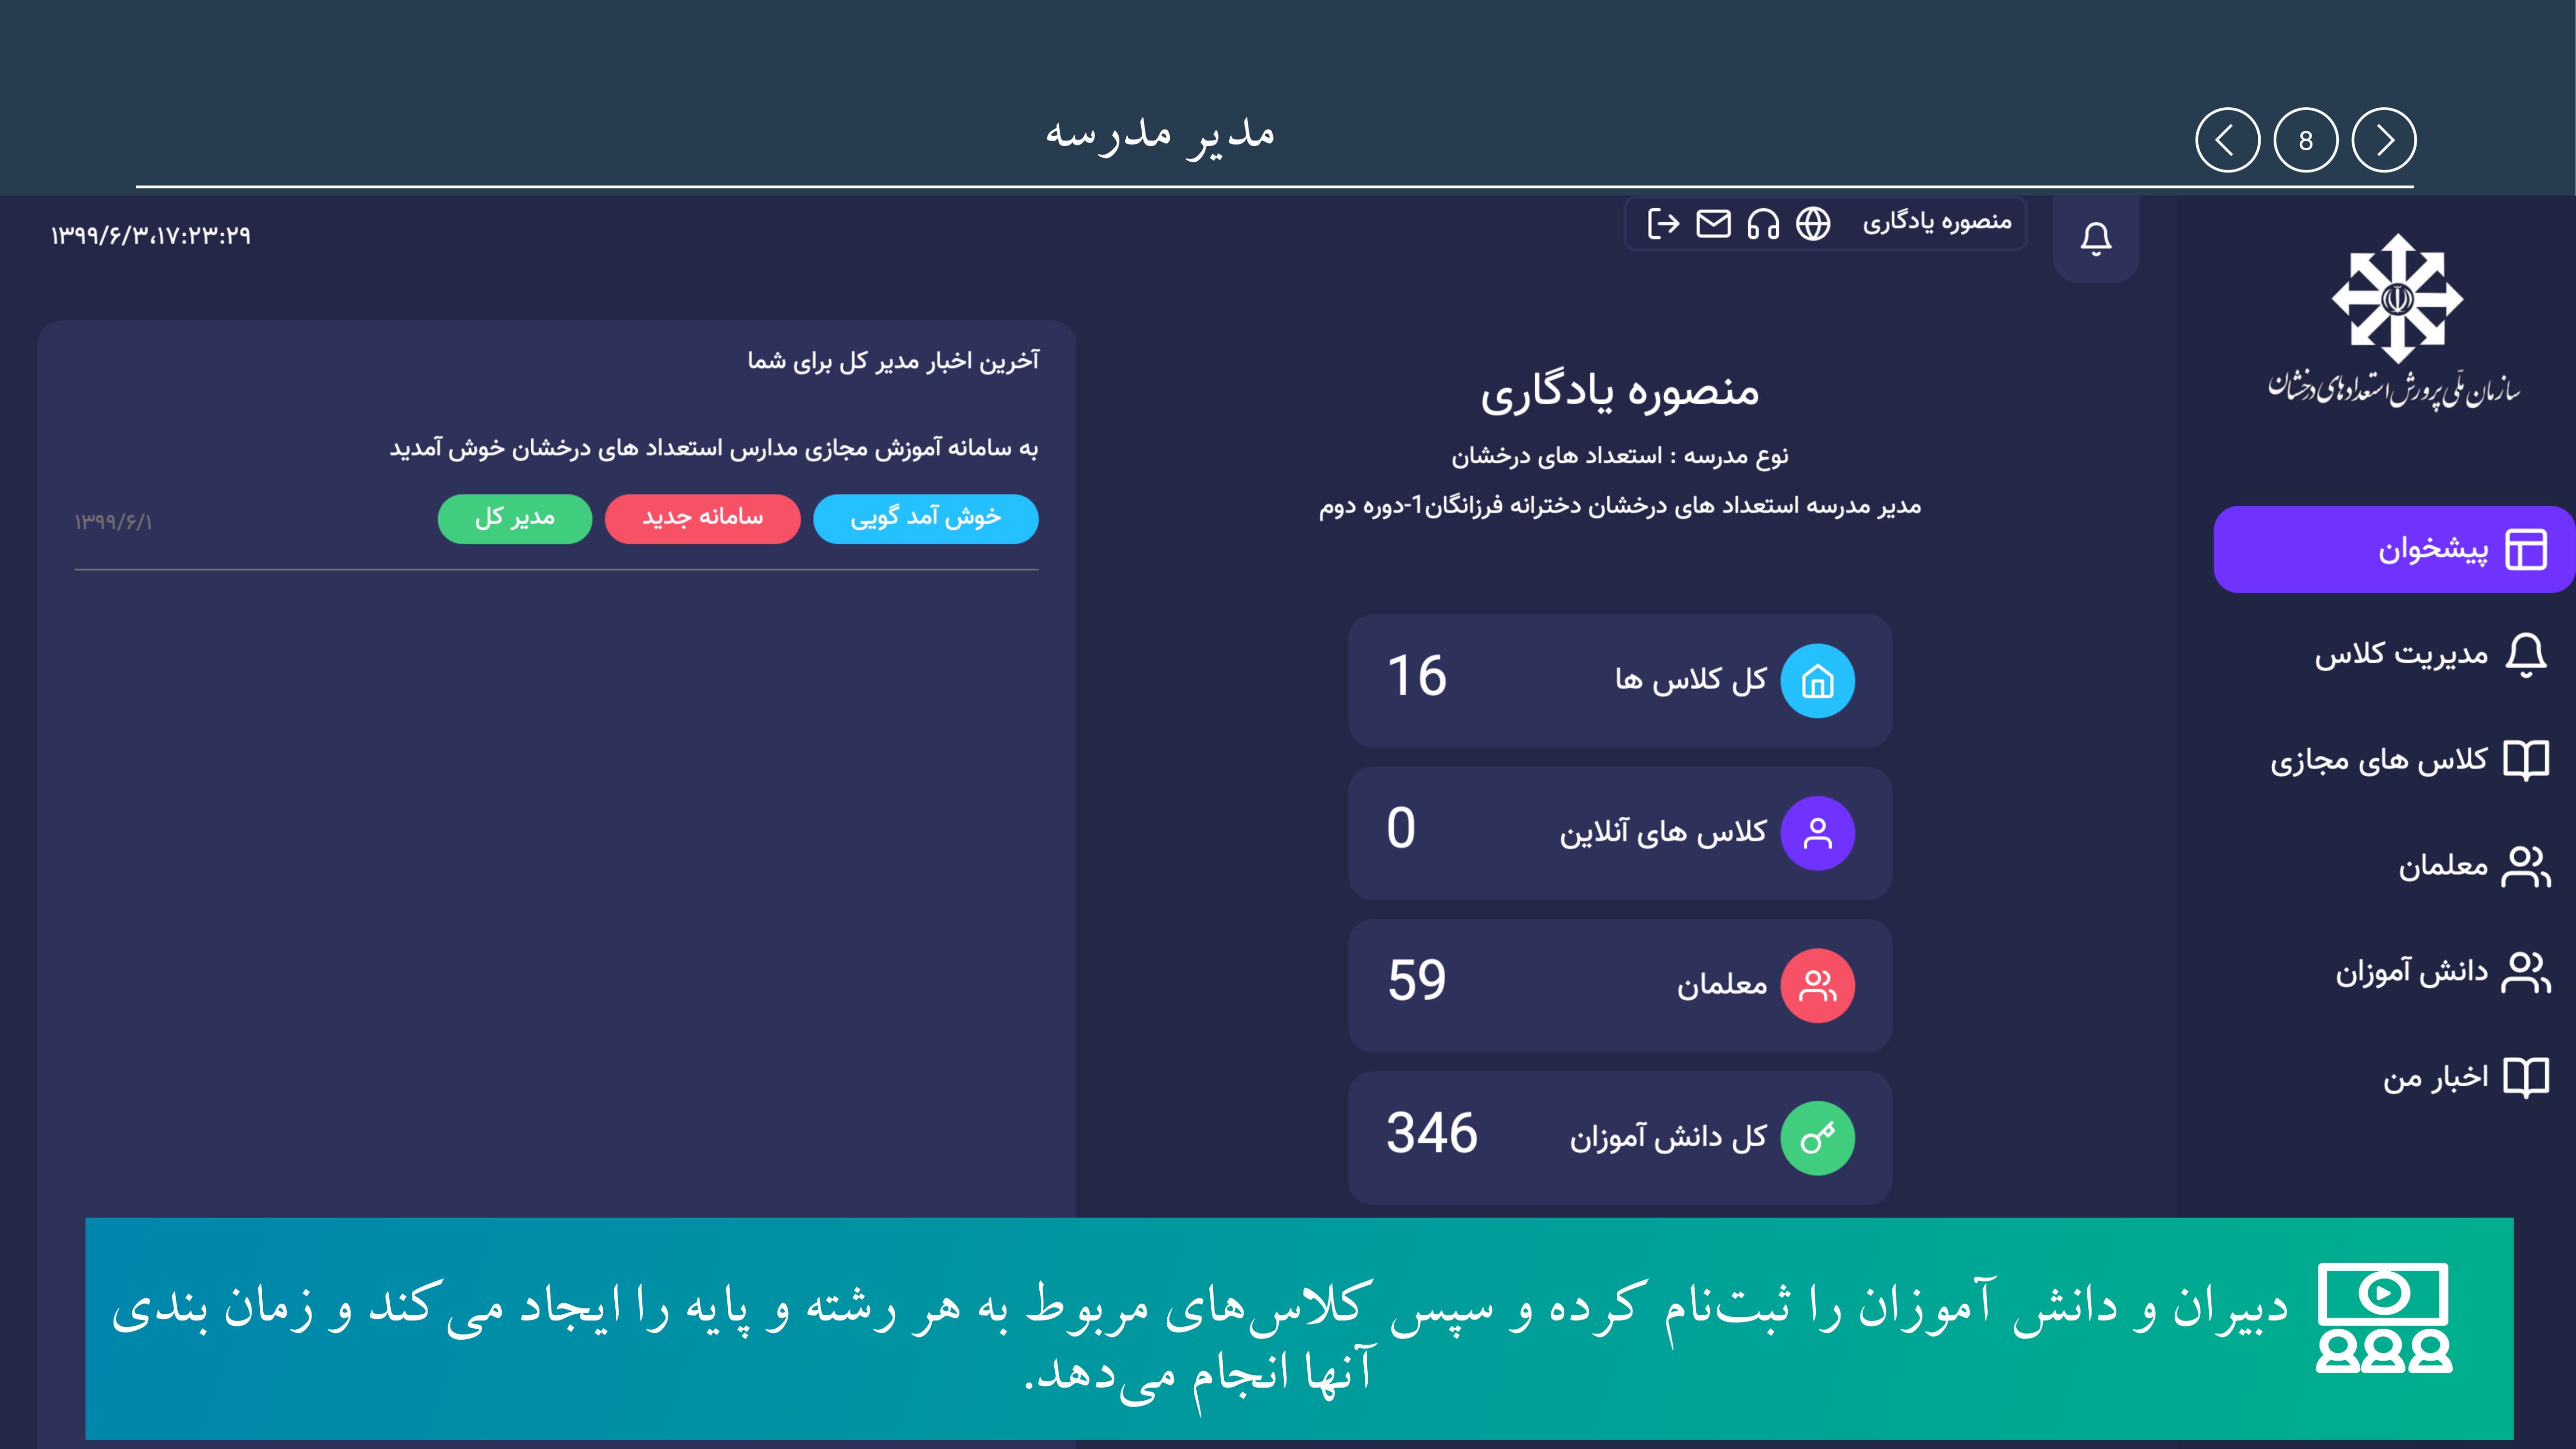 مدیر مدرسه
8
منصوره یادگاری
۱۳۹۹/۶/۳،۱۷:۲۳:۲۹
سازمان ملّی پرورش استعدادهای درخشان
پیشخوان
مدیریت کلاس
کلاس های مجازی
معلمان
دانش آموزان
اخبار من
منصوره یادگاری
نوع مدرسه : استعداد های درخشان
مدیر مدرسه استعداد های درخشان دخترانه فرزانگان1-دوره دوم
کل کلاس ها 16
کلاس های آنلاین 0
معلمان 59
کل دانش آموزان 346
آخرین اخبار مدیر کل برای شما
به سامانه آموزش مجازی مدارس استعداد های درخشان خوش آمدید
خوش آمد گویی سامانه جدید مدیر کل ۱۳۹۹/۶/۱
دبیران و دانش آموزان را ثبت‌نام کرده و سپس کلاس‌های مربوط به هر رشته و پایه را ایجاد می‌کند و زمان بندی
آنها انجام می‌دهد.